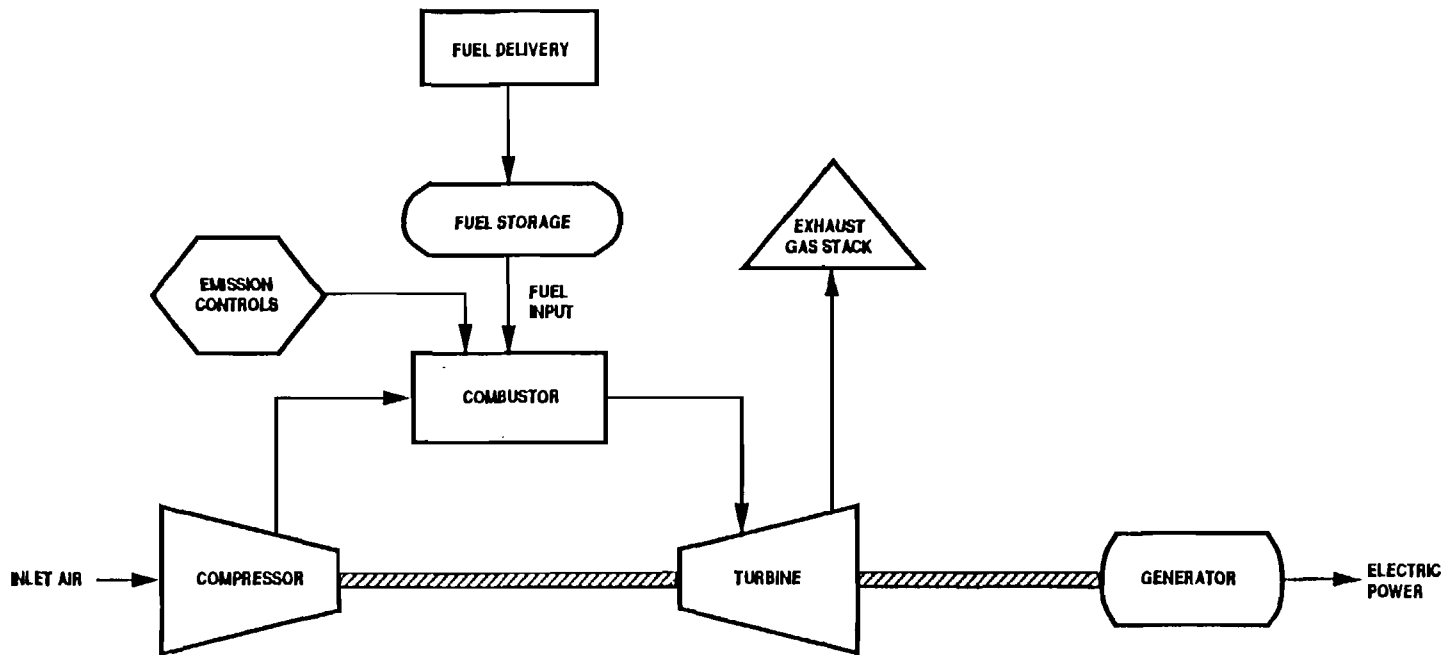 FUEL DELIVERY
FUEL STORAGE
EXHAUST
GAS STACK
EMISSION
CONTROLS
FUEL
INPUT
COMBUSTOR
INLET AIR
COMPRESSOR
TURBINE
GENERATOR
ELECTRIC
POWER